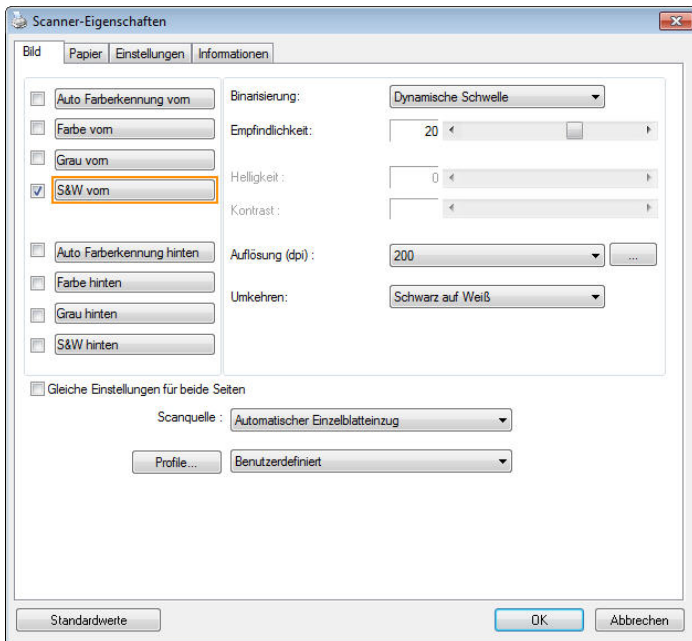 Scanner-Eigenschaften
Bild Papier Einstellungen Informationen
Auto Farberkennung vorn
Farbe vorn
Grau vorn
S&W vorn
Auto Farberkennung hinten
Farbe hinten
Grau hinten
S&W hinten
Binarisierung: Dynamische Schwelle
Empfindlichkeit: 20
Helligkeit : 0
Kontrast :
Auflösung (dpi) : 200 ...
Umkehren: Schwarz auf Weiß
Gleiche Einstellungen für beide Seiten
Scanquelle : Automatischer Einzelblatteinzug
Profile... Benutzerdefiniert
Standardwerte OK Abbrechen